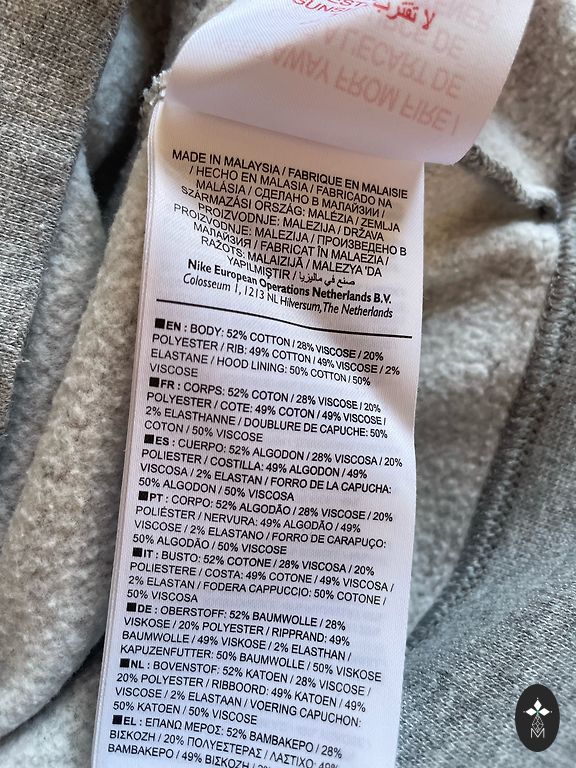 لا تَقْتَرِب
MADE IN MALAYSIA / FABRIQUE EN MALAISIE
/ HECHO EN MALASIA / FABRICADO NA
MALÁSIA / СДЕЛАНО В МАЛАЙЗИИ /
SZÁRMAZÁSI ORSZÁG: MALÉZIA / ZEMLJA
PROIZVODNJE: MALEZIJA / DRŽAVA
PROIZVODNJE: MALEZIJA / ПРОИЗВЕДЕНО В
МАЛАЙЗИЯ / FABRICAT ÎN MALAEZIA /
RAŽOTS: MALAIZIJĀ / MALEZYA 'DA
YAPILMIŞTIR / صنع في ماليزيا
Nike European Operations Netherlands B.V.
Colosseum 1, 1213 NL Hilversum, The Netherlands
■EN : BODY: 52% COTTON / 28% VISCOSE / 20%
POLYESTER / RIB: 49% COTTON / 49% VISCOSE / 2%
ELASTANE / HOOD LINING: 50% COTTON / 50%
VISCOSE
■FR : CORPS: 52% COTON / 28% VISCOSE / 20%
POLYESTER / COTE: 49% COTON / 49% VISCOSE /
2% ELASTHANNE / DOUBLURE DE CAPUCHE: 50%
COTON / 50% VISCOSE
■ES : CUERPO: 52% ALGODON / 28% VISCOSA / 20%
POLIESTER / COSTILLA: 49% ALGODON / 49%
VISCOSA / 2% ELASTAN / FORRO DE LA CAPUCHA:
50% ALGODON / 50% VISCOSA
■PT : CORPO: 52% ALGODÃO / 28% VISCOSE / 20%
POLIÉSTER / NERVURA: 49% ALGODÃO / 49%
VISCOSE / 2% ELASTANO / FORRO DE CARAPUÇO:
50% ALGODÃO / 50% VISCOSE
■IT : BUSTO: 52% COTONE / 28% VISCOSA / 20%
POLIESTERE / COSTA: 49% COTONE / 49% VISCOSA /
2% ELASTAN / FODERA CAPPUCCIO: 50% COTONE /
50% VISCOSA
■DE : OBERSTOFF: 52% BAUMWOLLE / 28%
VISKOSE / 20% POLYESTER / RIPPRAND: 49%
BAUMWOLLE / 49% VISKOSE / 2% ELASTHAN /
KAPUZENFUTTER: 50% BAUMWOLLE / 50% VISKOSE
■NL : BOVENSTOF: 52% KATOEN / 28% VISCOSE /
20% POLYESTER / RIBBOORD: 49% KATOEN / 49%
VISCOSE / 2% ELASTAAN / VOERING CAPUCHON:
50% KATOEN / 50% VISCOSE
■EL : ΕΠΑΝΩ ΜΕΡΟΣ: 52% ΒΑΜΒΑΚΕΡΟ / 28%
ΒΙΣΚΟΖΗ / 20% ΠΟΛΥΕΣΤΕΡΑΣ / ΛΑΣΤΙΧΟ: 49%
ΒΑΜΒΑΚΕΡΟ / 49% ΒΙΣΚΟΖΗ